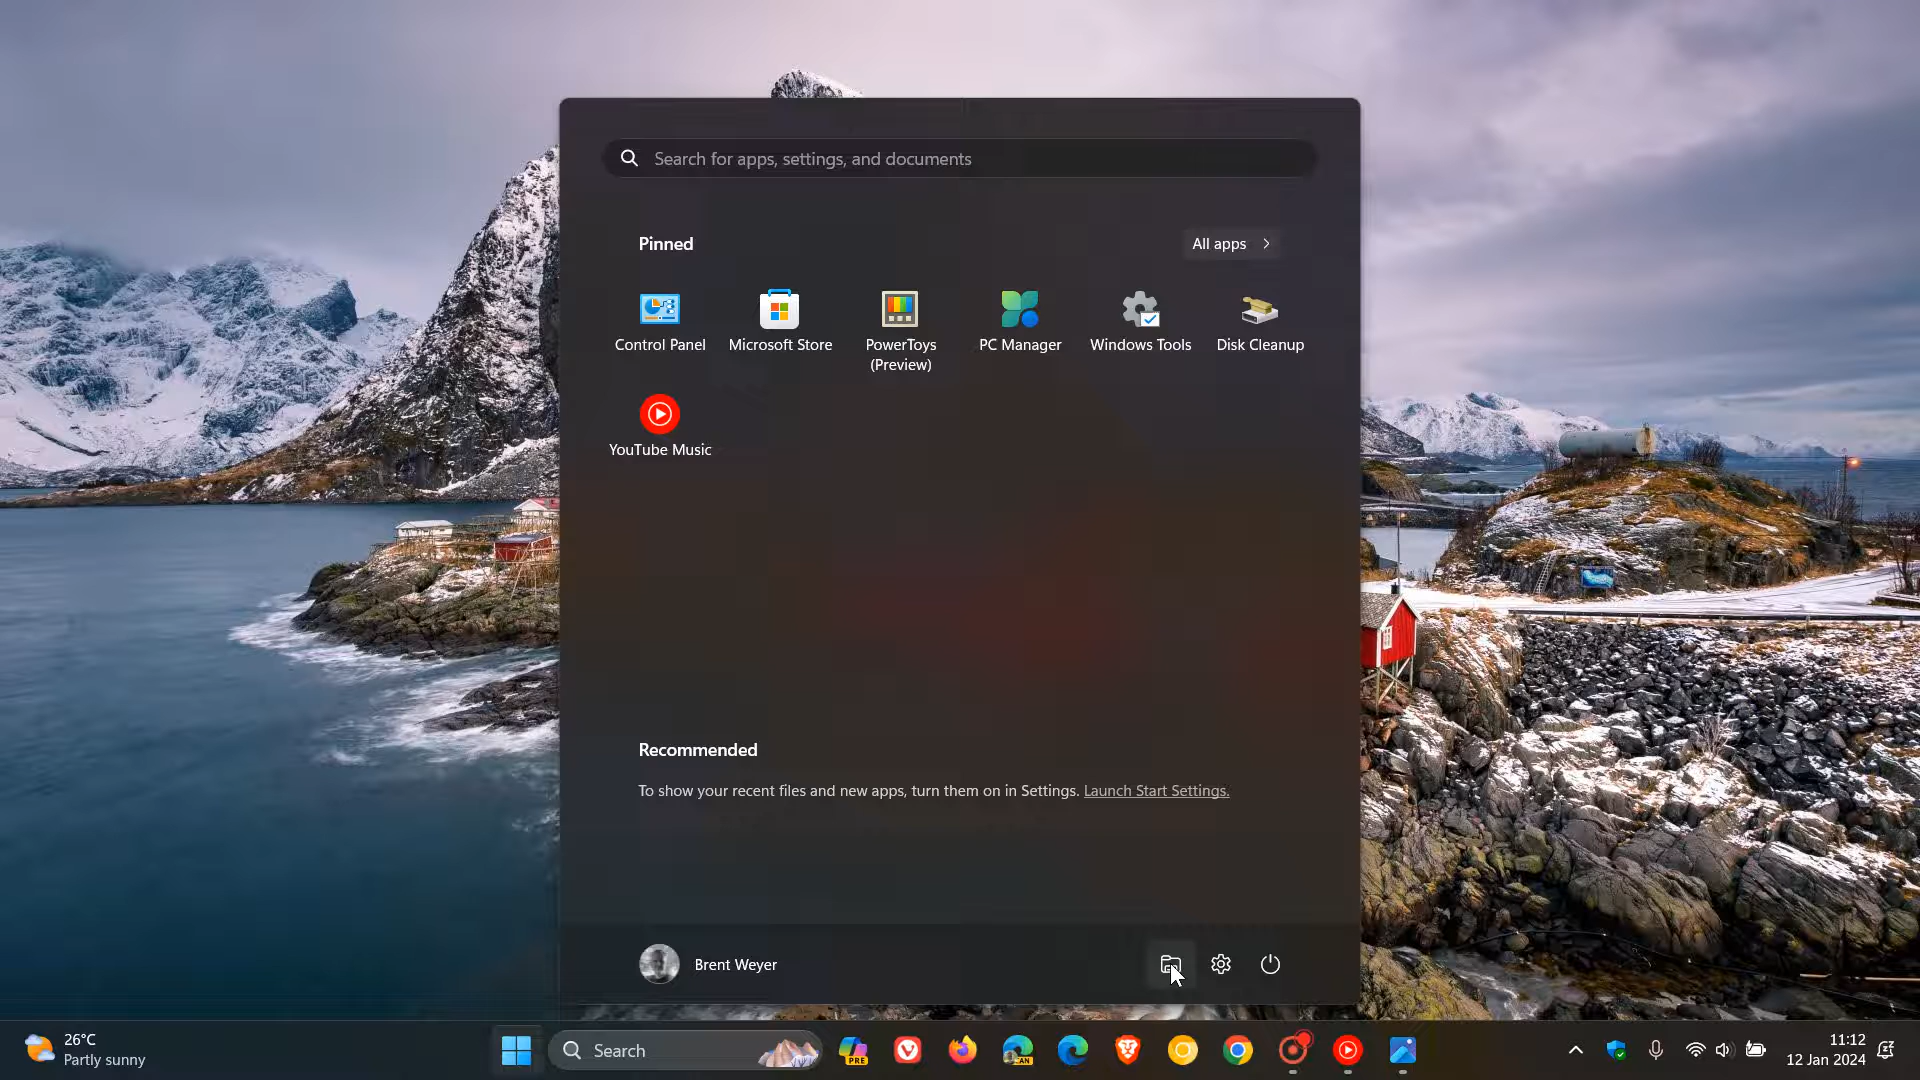 Search for apps, settings, and documents
Pinned
All apps
Control Panel
Microsoft Store
PowerToys
(Preview)
PC Manager
Windows Tools
Disk Cleanup
YouTube Music
Recommended
To show your recent files and new apps, turn them on in Settings. Launch Start Settings.
Brent Weyer
26°C
Partly sunny
Search
PRE
CAN
11:12
12 Jan 2024